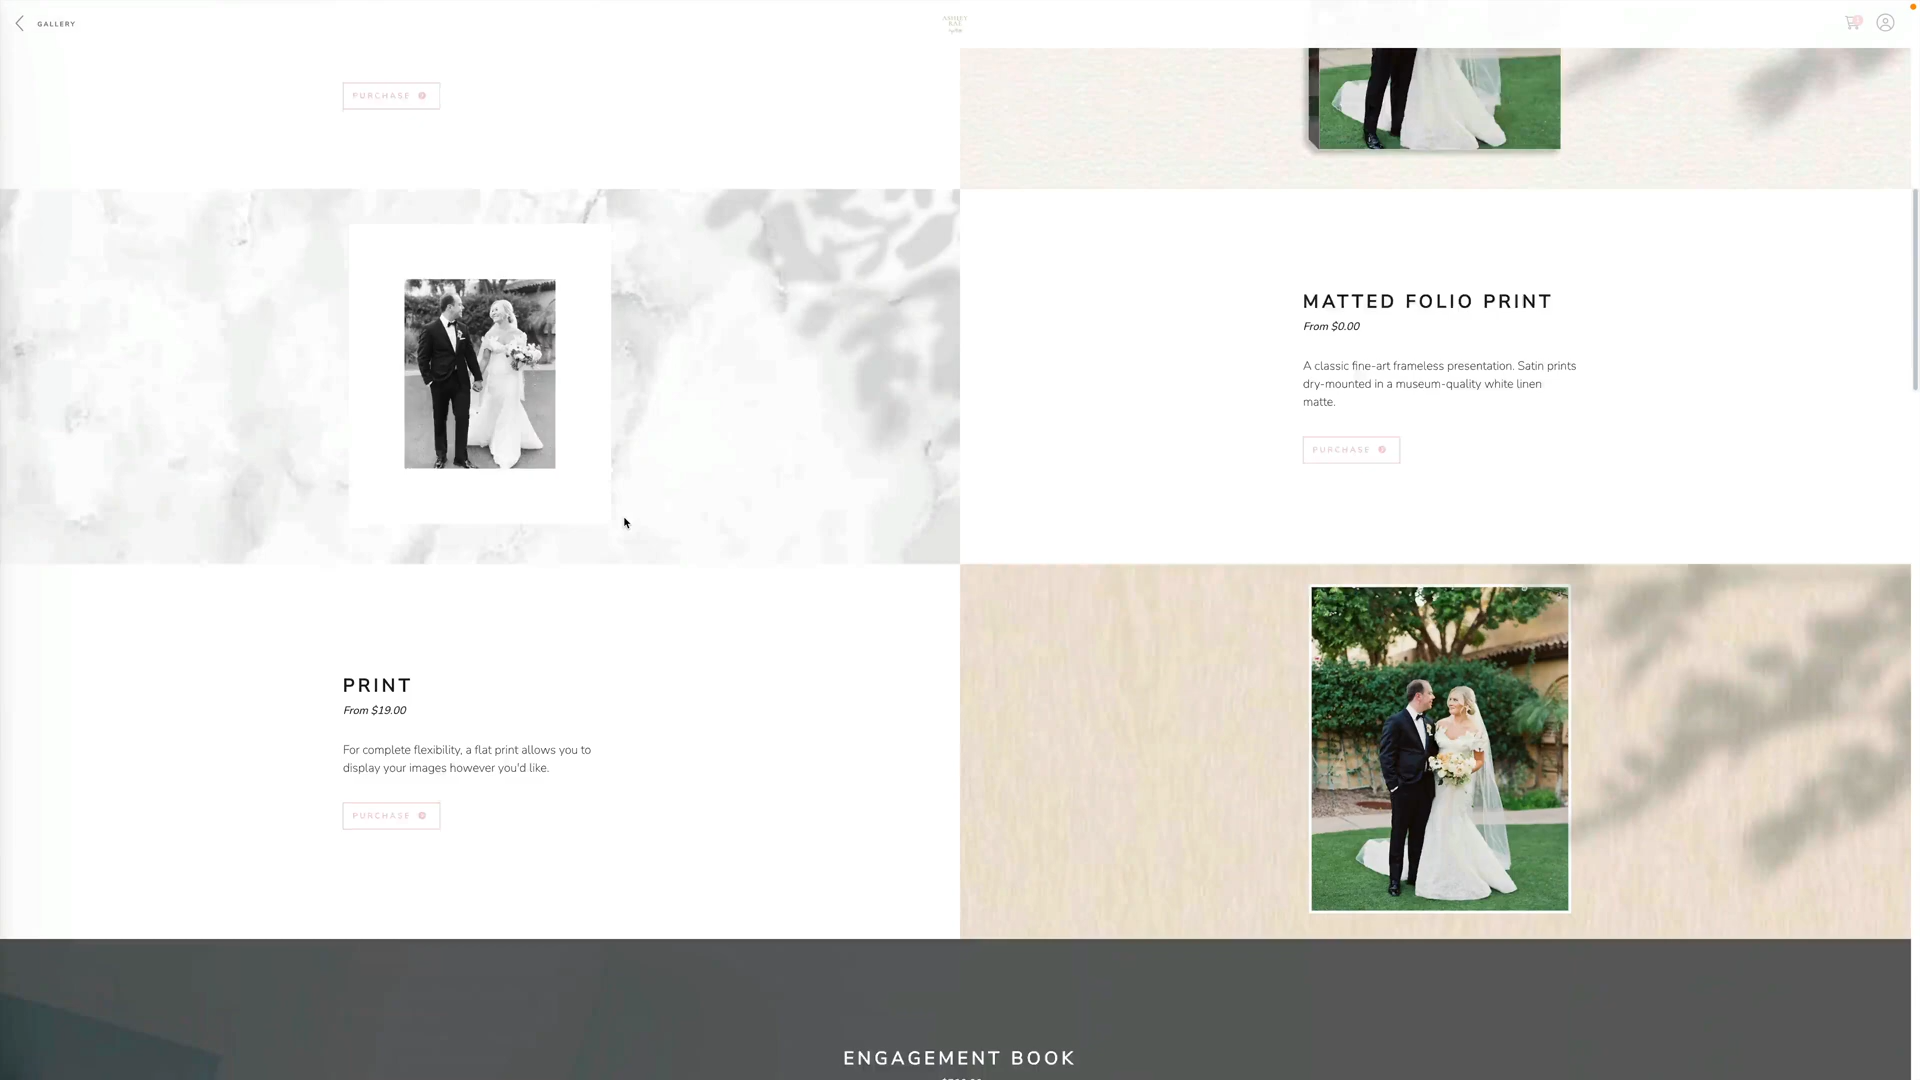 GALLERY
ASHLEY
RAE
PURCHASE
MATTED FOLIO PRINT
From $0.00
A classic fine-art frameless presentation. Satin prints
dry-mounted in a museum-quality white linen
matte.
PURCHASE
PRINT
From $19.00
For complete flexibility, a flat print allows you to
display your images however you'd like.
PURCHASE
ENGAGEMENT BOOK